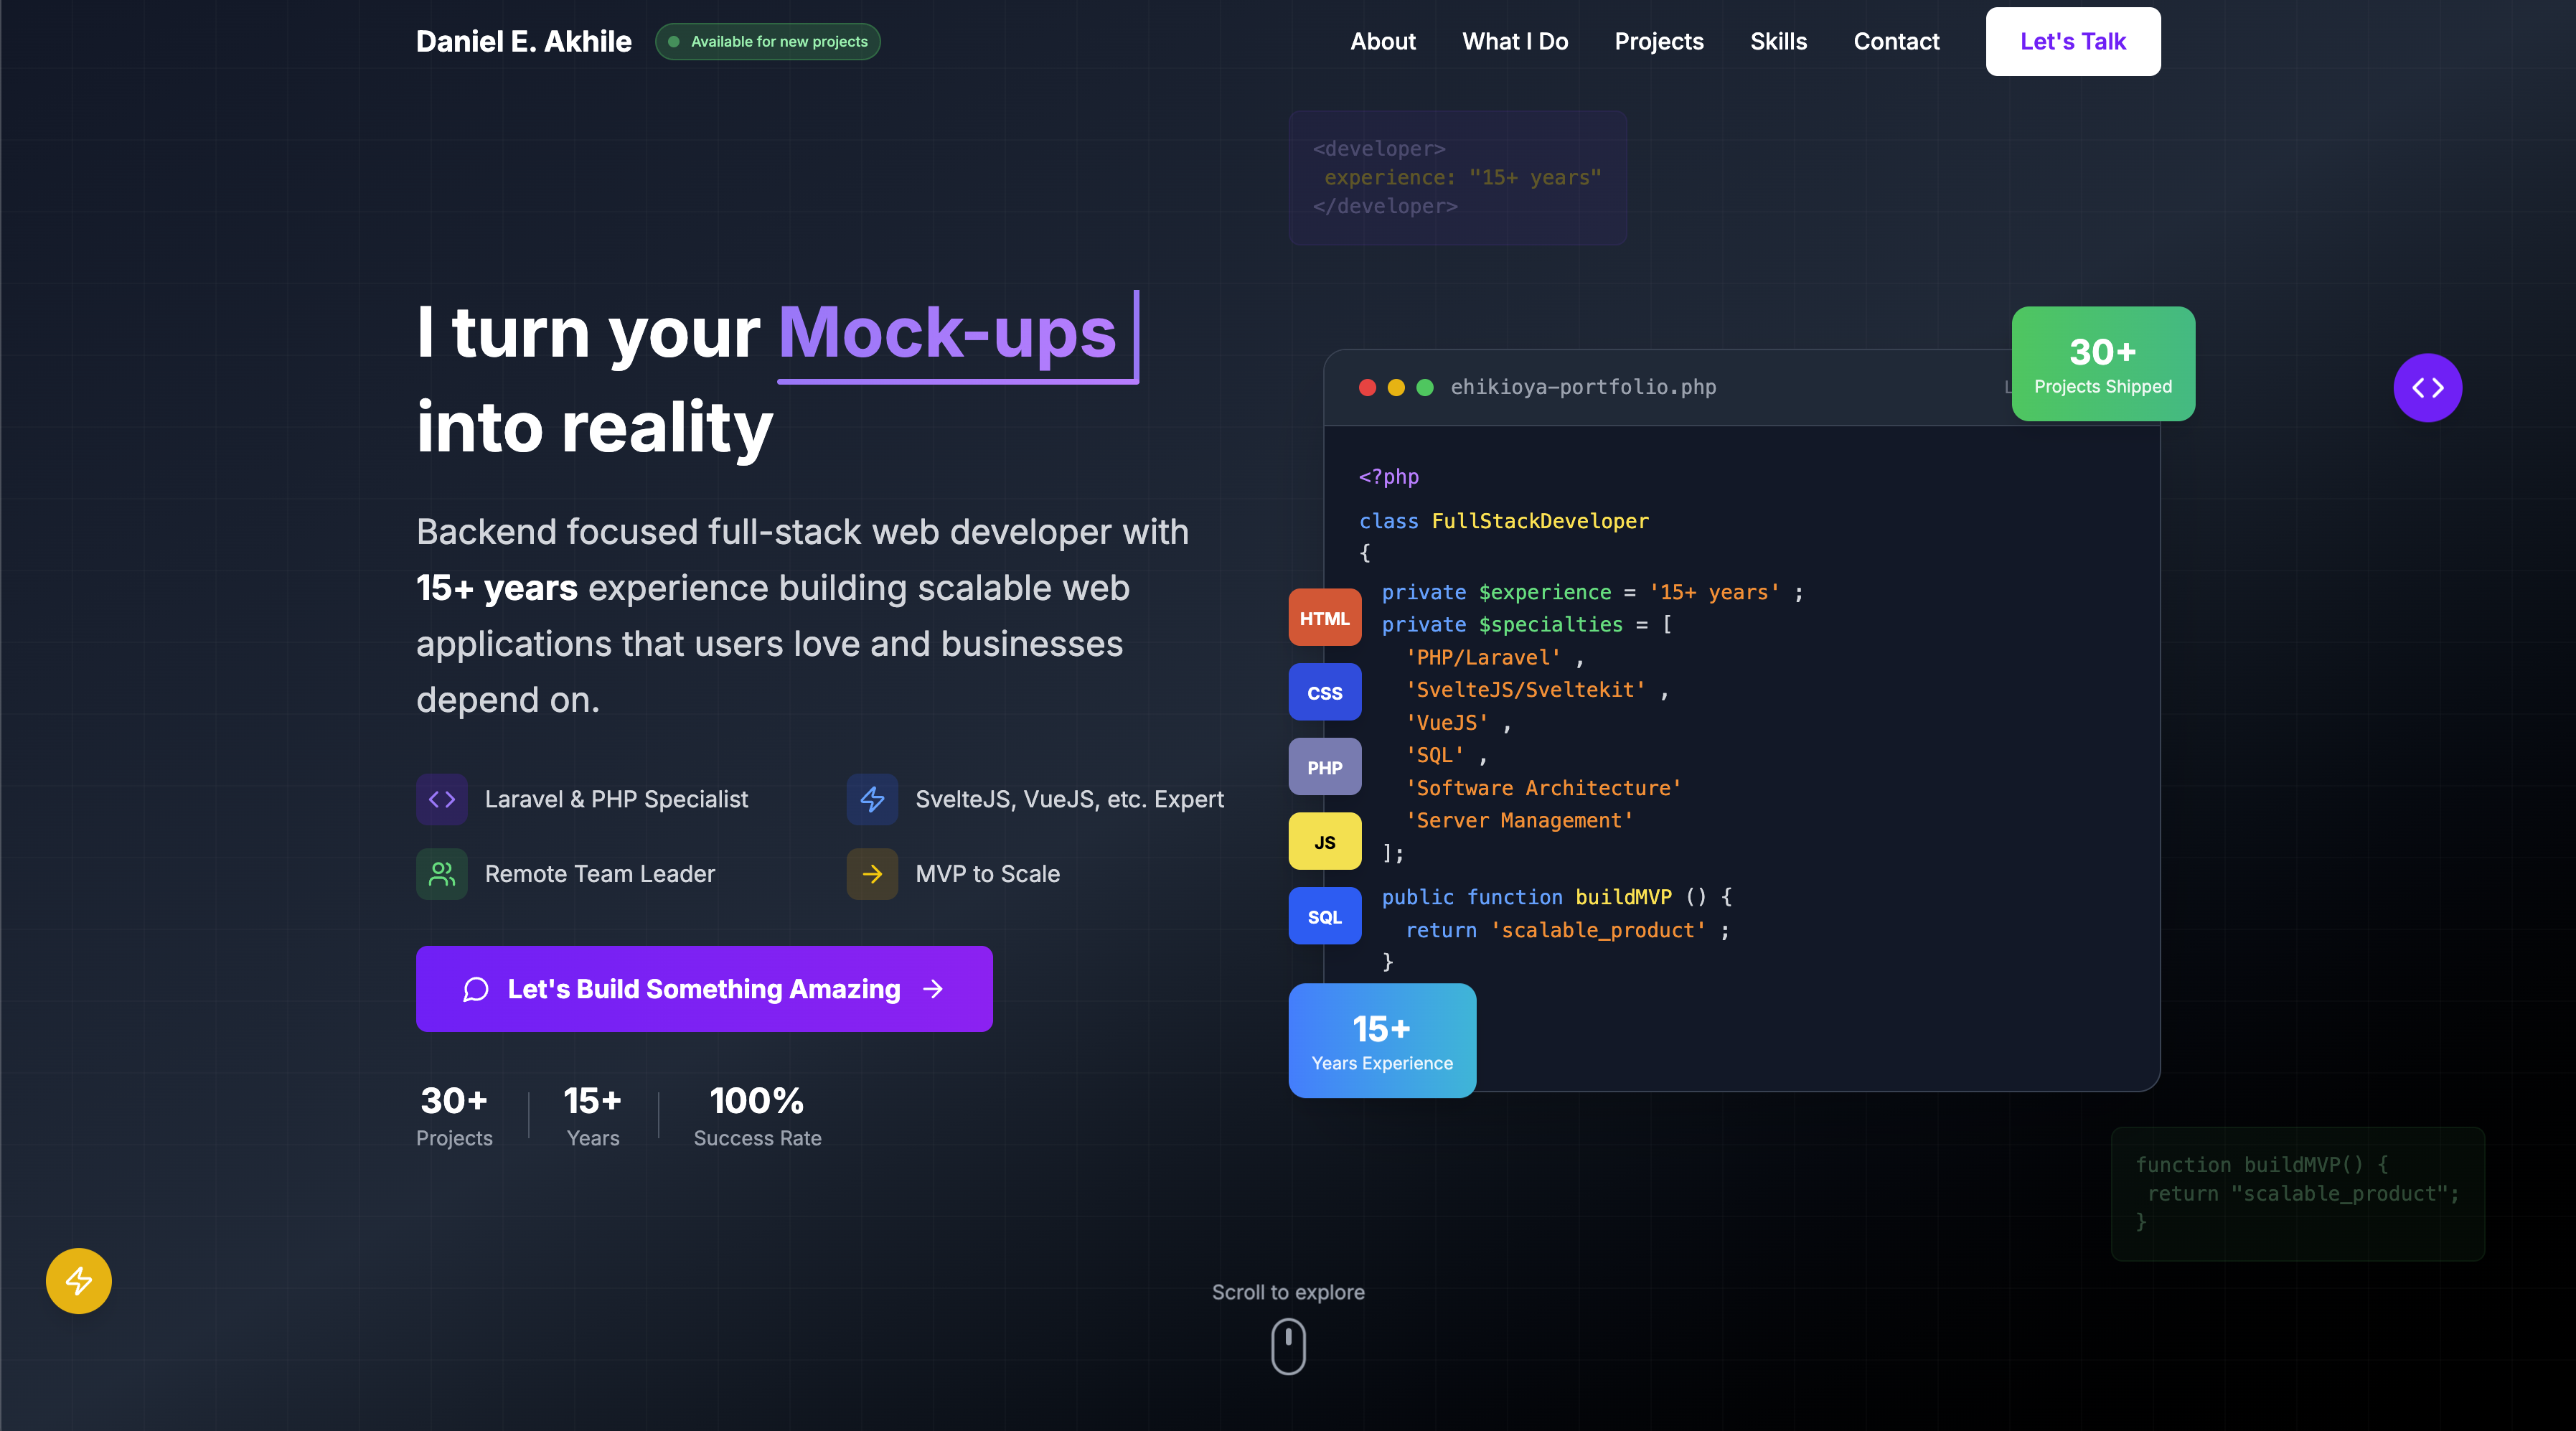 Daniel E. Akhile
Available for new projects
About
What I Do
Projects
Skills
Contact
Let's Talk
<developer>
experience: "15+ years"
</developer>
I turn your Mock-ups
into reality
Backend focused full-stack web developer with
15+ years experience building scalable web
applications that users love and businesses
depend on.
Laravel & PHP Specialist
SvelteJS, VueJS, etc. Expert
Remote Team Leader
MVP to Scale
Let's Build Something Amazing
30+
Projects
15+
Years
100%
Success Rate
ehikioya-portfolio.php
30+
Projects Shipped
<?php
class FullStackDeveloper
{
private $experience = '15+ years' ;
private $specialties = [
'PHP/Laravel' ,
'SvelteJS/Sveltekit' ,
'VueJS' ,
'SQL' ,
'Software Architecture'
'Server Management'
];
public function buildMVP () {
return 'scalable_product' ;
}
HTML
CSS
PHP
JS
SQL
15+
Years Experience
function buildMVP() {
return "scalable_product";
}
Scroll to explore